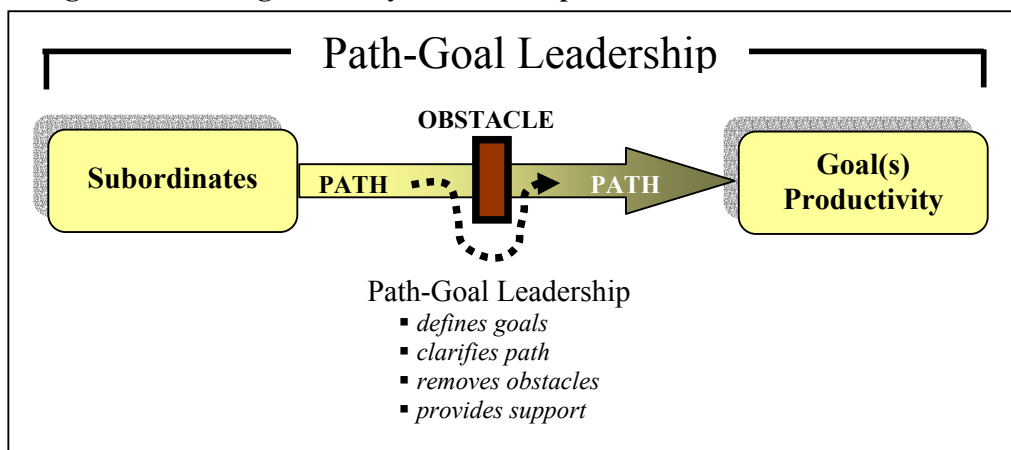 Path-Goal Leadership
OBSTACLE
Subordinates
PATH
PATH
Goal(s)
Productivity
Path-Goal Leadership
▪ defines goals
▪ clarifies path
▪ removes obstacles
▪ provides support